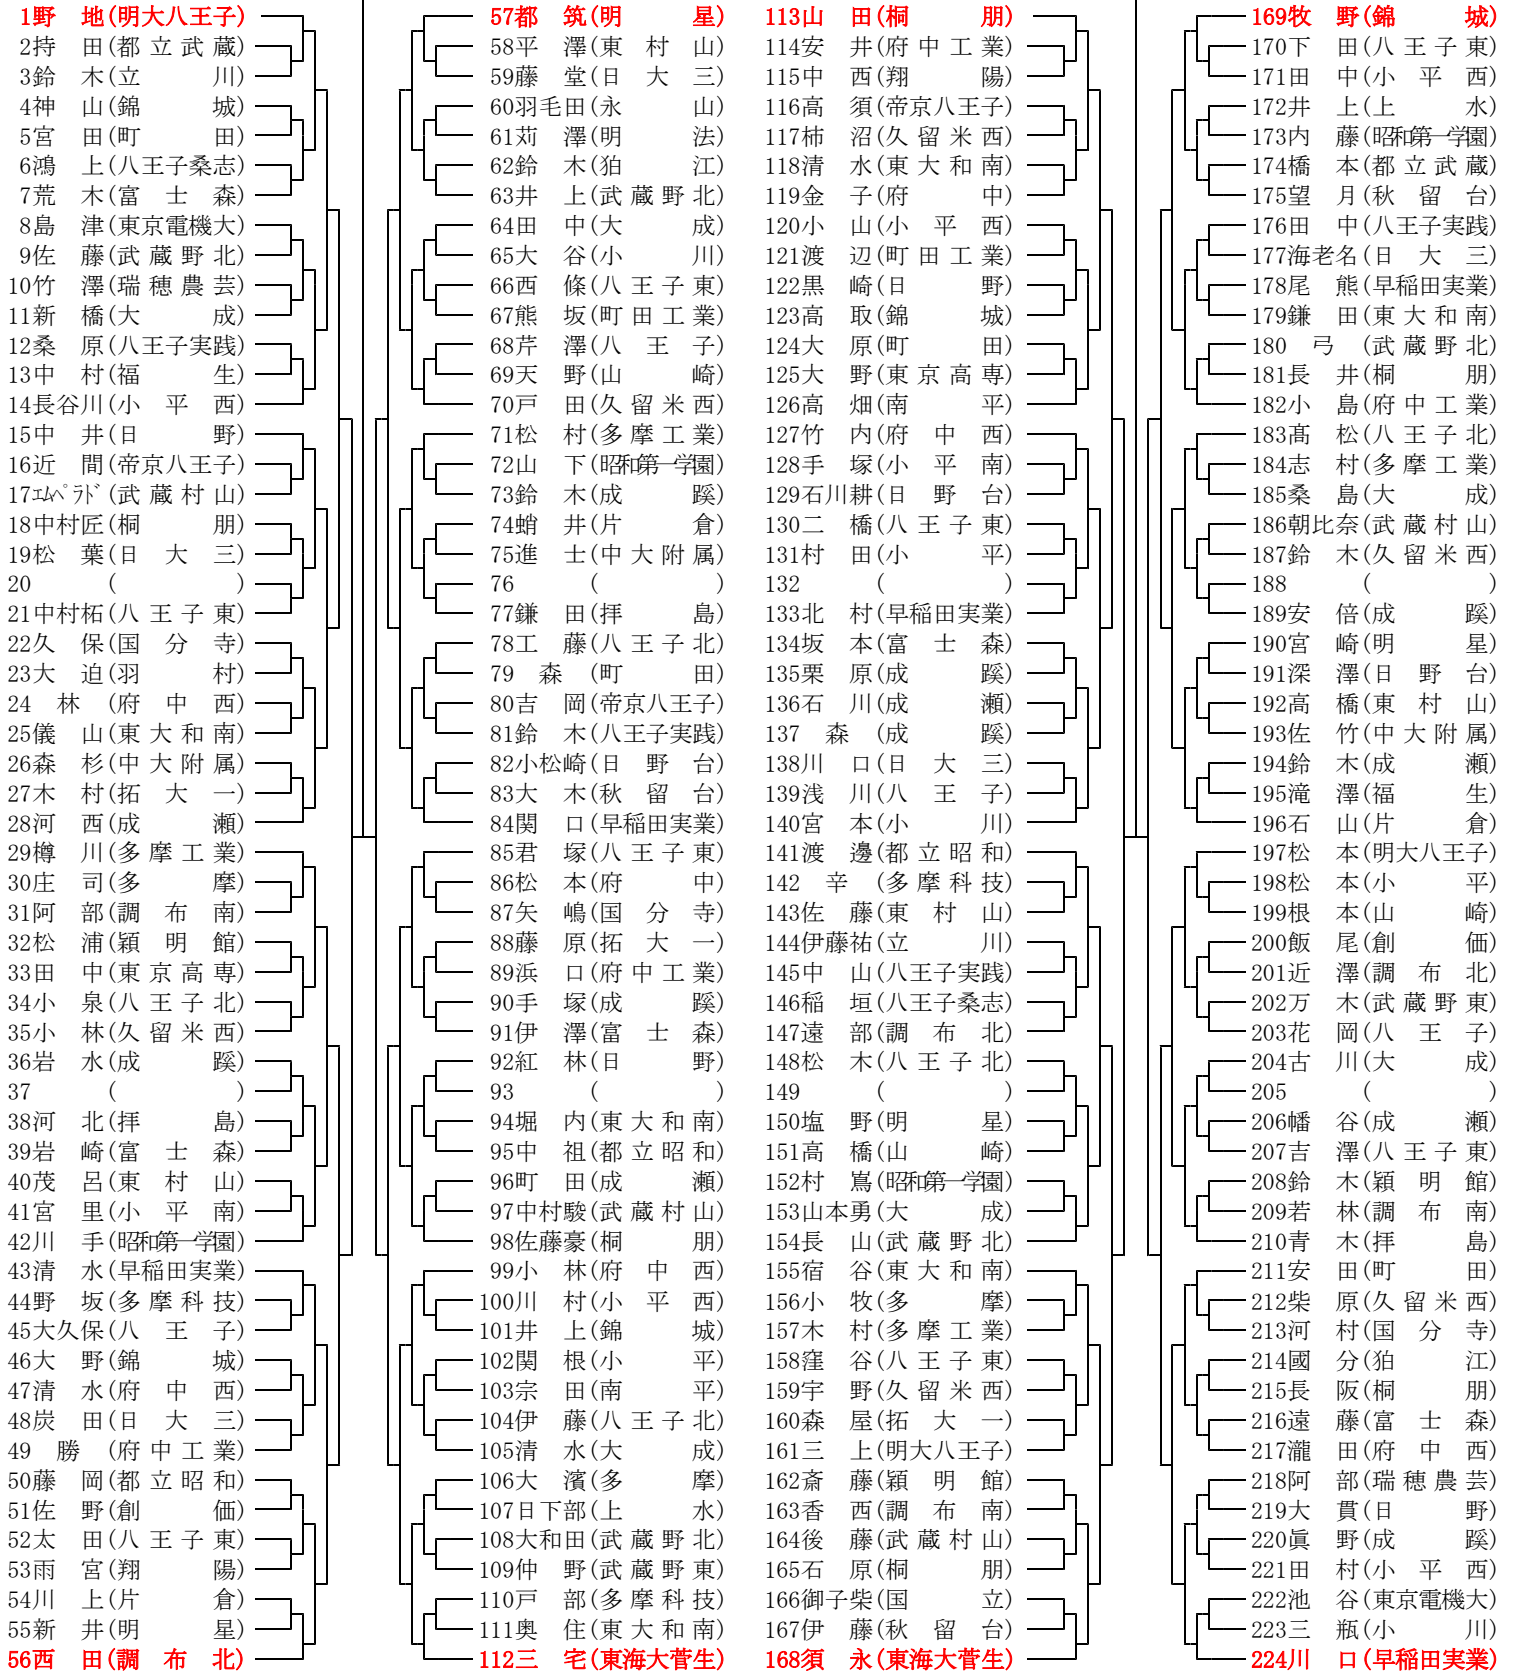 1野　地(明大八王子)
2持　田(都立武蔵)
3鈴　木(立　　川)
4神　山(錦　　城)
5宮　田(町　　田)
6鴻　上(八王子桑志)
7荒　木(富士森)
8島　津(東京電機大)
9佐　藤(武蔵野北)
10竹　澤(瑞穂農芸)
11新　橋(大　　成)
12桑　原(八王子実践)
13中　村(福　　生)
14長谷川(小平西)
15中　井(日　　野)
16近　間(帝京八王子)
17ｴﾑﾍﾟﾗﾄﾞ(武蔵村山)
18中村匠(桐　　朋)
19松　葉(日大三)
20　　　(　　　　)
21中村柘(八王子東)
22久　保(国分寺)
23大　迫(羽　　村)
24　林　(府中西)
25儀　山(東大和南)
26森　杉(中大附属)
27木　村(拓大一)
28河　西(成　　瀬)
29樽　川(多摩工業)
30庄　司(多　　摩)
31阿　部(調布南)
32松　浦(穎明館)
33田　中(東京高専)
34小　泉(八王子北)
35小　林(久留米西)
36岩　水(成　　蹊)
37　　　(　　　　)
38河　北(拝　　島)
39岩　崎(富士森)
40茂　呂(東村山)
41宮　里(小平南)
42川　手(昭和第一学園)
43清　水(早稲田実業)
44野　坂(多摩科技)
45大久保(八王子)
46大　野(錦　　城)
47清　水(府中西)
48炭　田(日大三)
49　勝　(府中工業)
50藤　岡(都立昭和)
51佐　野(創　　価)
52太　田(八王子東)
53雨　宮(翔　　陽)
54川　上(片　　倉)
55新　井(明　　星)
56西　田(調布北)
57都　筑(明　　星)
58平　澤(東村山)
59藤　堂(日大三)
60羽毛田(永　　山)
61苅　澤(明　　法)
62鈴　木(狛　　江)
63井　上(武蔵野北)
64田　中(大　　成)
65大　谷(小　　川)
66西　條(八王子東)
67熊　坂(町田工業)
68芹　澤(八王子)
69天　野(山　　崎)
70戸　田(久留米西)
71松　村(多摩工業)
72山　下(昭和第一学園)
73鈴　木(成　　蹊)
74蛸　井(片　　倉)
75進　士(中大附属)
76　　　(　　　　)
77鎌　田(拝　　島)
78工　藤(八王子北)
79　森　(町　　田)
80吉　岡(帝京八王子)
81鈴　木(八王子実践)
82小松崎(日野台)
83大　木(秋留台)
84関　口(早稲田実業)
85君　塚(八王子東)
86松　本(府　　中)
87矢　嶋(国分寺)
88藤　原(拓大一)
89浜　口(府中工業)
90手　塚(成　　蹊)
91伊　澤(富士森)
92紅　林(日　　野)
93　　　(　　　　)
94堀　内(東大和南)
95中　祖(都立昭和)
96町　田(成　　瀬)
97中村駿(武蔵村山)
98佐藤豪(桐　　朋)
99小　林(府中西)
100川　村(小平西)
101井　上(錦　　城)
102関　根(小　　平)
103宗　田(南　　平)
104伊　藤(八王子北)
105清　水(大　　成)
106大　濱(多　　摩)
107日下部(上　　水)
108大和田(武蔵野北)
109仲　野(武蔵野東)
110戸　部(多摩科技)
111奥　住(東大和南)
112三　宅(東海大菅生)
113山　田(桐　　朋)
114安　井(府中工業)
115中　西(翔　　陽)
116高　須(帝京八王子)
117柿　沼(久留米西)
118清　水(東大和南)
119金　子(府　　中)
120小　山(小平西)
121渡　辺(町田工業)
122黒　崎(日　　野)
123高　取(錦　　城)
124大　原(町　　田)
125大　野(東京高専)
126高　畑(南　　平)
127竹　内(府中西)
128手　塚(小平南)
129石川耕(日野台)
130二　橋(八王子東)
131村　田(小　　平)
132　　　(　　　　)
133北　村(早稲田実業)
134坂　本(富士森)
135栗　原(成　　蹊)
136石　川(成　　瀬)
137　森　(成　　蹊)
138川　口(日大三)
139浅　川(八王子)
140宮　本(小　　川)
141渡　邊(都立昭和)
142　辛　(多摩科技)
143佐　藤(東村山)
144伊藤祐(立　　川)
145中　山(八王子実践)
146稲　垣(八王子桑志)
147遠　部(調布北)
148松　木(八王子北)
149　　　(　　　　)
150塩　野(明　　星)
151高　橋(山　　崎)
152村　嶌(昭和第一学園)
153山本勇(大　　成)
154長　山(武蔵野北)
155宿　谷(東大和南)
156小　牧(多　　摩)
157木　村(多摩工業)
158窪　谷(八王子東)
159宇　野(久留米西)
160森　屋(拓大一)
161三　上(明大八王子)
162斎　藤(穎明館)
163香　西(調布南)
164後　藤(武蔵村山)
165石　原(桐　　朋)
166御子柴(国　　立)
167伊　藤(秋留台)
168須　永(東海大菅生)
169牧　野(錦　　城)
170下　田(八王子東)
171田　中(小平西)
172井　上(上　　水)
173内　藤(昭和第一学園)
174橋　本(都立武蔵)
175望　月(秋留台)
176田　中(八王子実践)
177海老名(日大三)
178尾　熊(早稲田実業)
179鎌　田(東大和南)
180　弓　(武蔵野北)
181長　井(桐　　朋)
182小　島(府中工業)
183髙　松(八王子北)
184志　村(多摩工業)
185桑　島(大　　成)
186朝比奈(武蔵村山)
187鈴　木(久留米西)
188　　　(　　　　)
189安　倍(成　　蹊)
190宮　崎(明　　星)
191深　澤(日野台)
192高　橋(東村山)
193佐　竹(中大附属)
194鈴　木(成　　瀬)
195滝　澤(福　　生)
196石　山(片　　倉)
197松　本(明大八王子)
198松　本(小　　平)
199根　本(山　　崎)
200飯　尾(創　　価)
201近　澤(調布北)
202万　木(武蔵野東)
203花　岡(八王子)
204古　川(大　　成)
205　　　(　　　　)
206幡　谷(成　　瀬)
207吉　澤(八王子東)
208鈴　木(穎明館)
209若　林(調布南)
210青　木(拝　　島)
211安　田(町　　田)
212柴　原(久留米西)
213河　村(国分寺)
214國　分(狛　　江)
215長　阪(桐　　朋)
216遠　藤(富士森)
217瀧　田(府中西)
218阿　部(瑞穂農芸)
219大　貫(日　　野)
220眞　野(成　　蹊)
221田　村(小平西)
222池　谷(東京電機大)
223三　瓶(小　　川)
224川　口(早稲田実業)